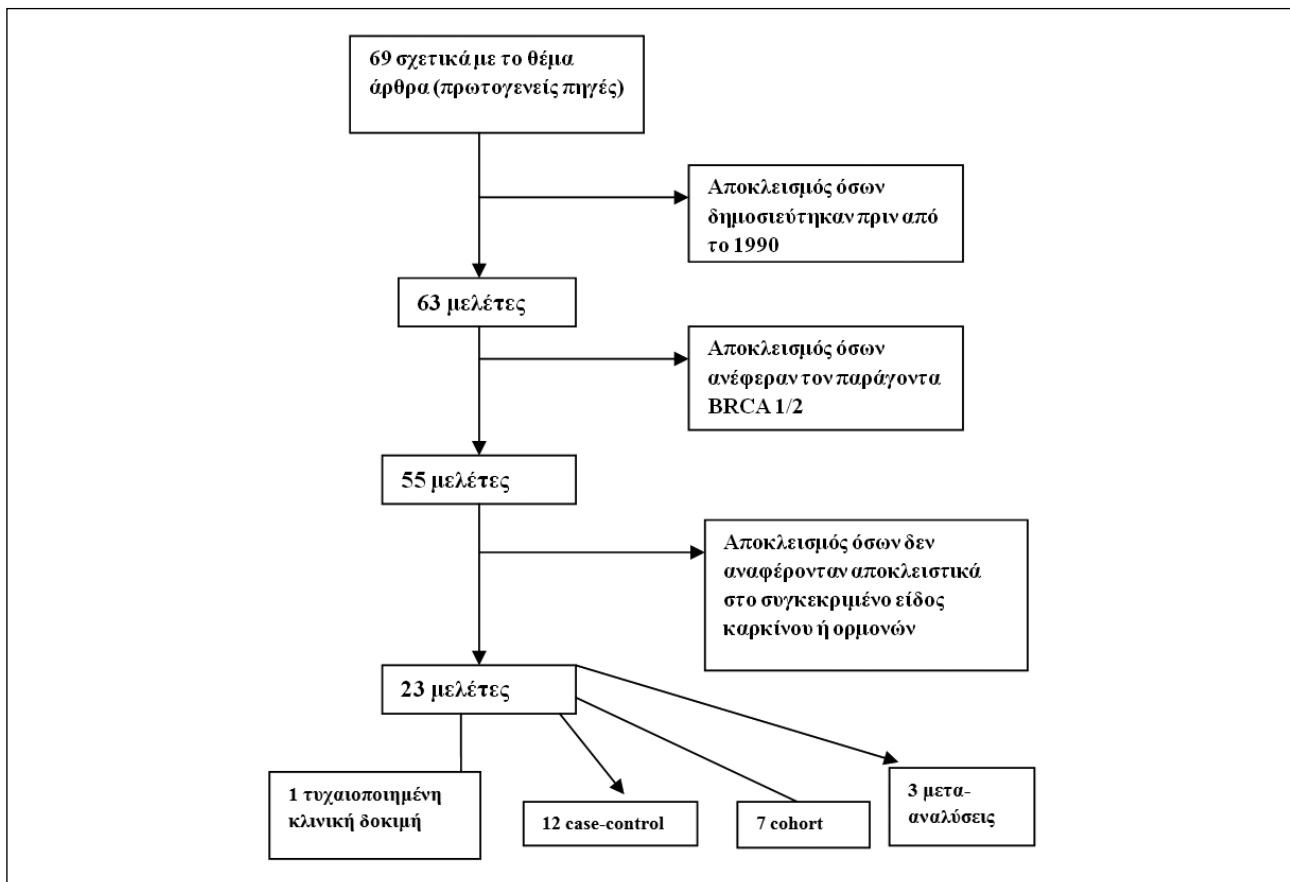 69 σχετικά με το θέμα
άρθρα (πρωτογενείς πηγές)
Αποκλεισμός όσων
δημοσιεύτηκαν πριν από
το 1990
63 μελέτες
Αποκλεισμός όσων
ανέφεραν τον παράγοντα
BRCA 1/2
55 μελέτες
Αποκλεισμός όσων δεν
αναφέρονταν αποκλειστικά
στο συγκεκριμένο είδος
καρκίνου ή ορμονών
23 μελέτες
1 τυχαιοποιημένη
κλινική δοκιμή
12 case-control
7 cohort
3 μετα-
αναλύσεις